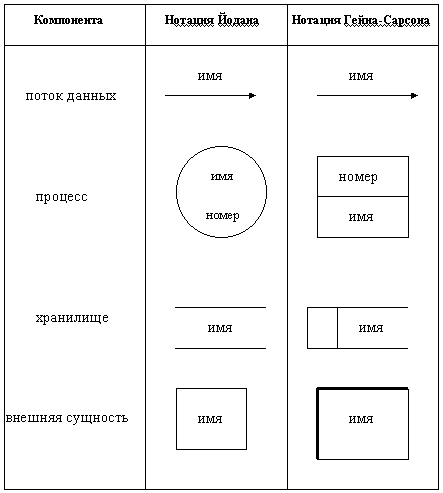 Компонента Нотация Йодана Нотация Гейна-Сарсона
имя имя
поток данных
имя номер
процесс
номер имя
хранилище имя имя
внешняя сущность имя имя